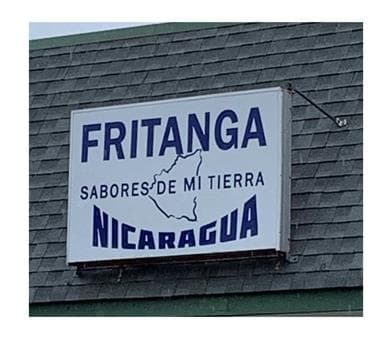 FRITANGA
SABORES DE MI TIERRA
NICARAGUA